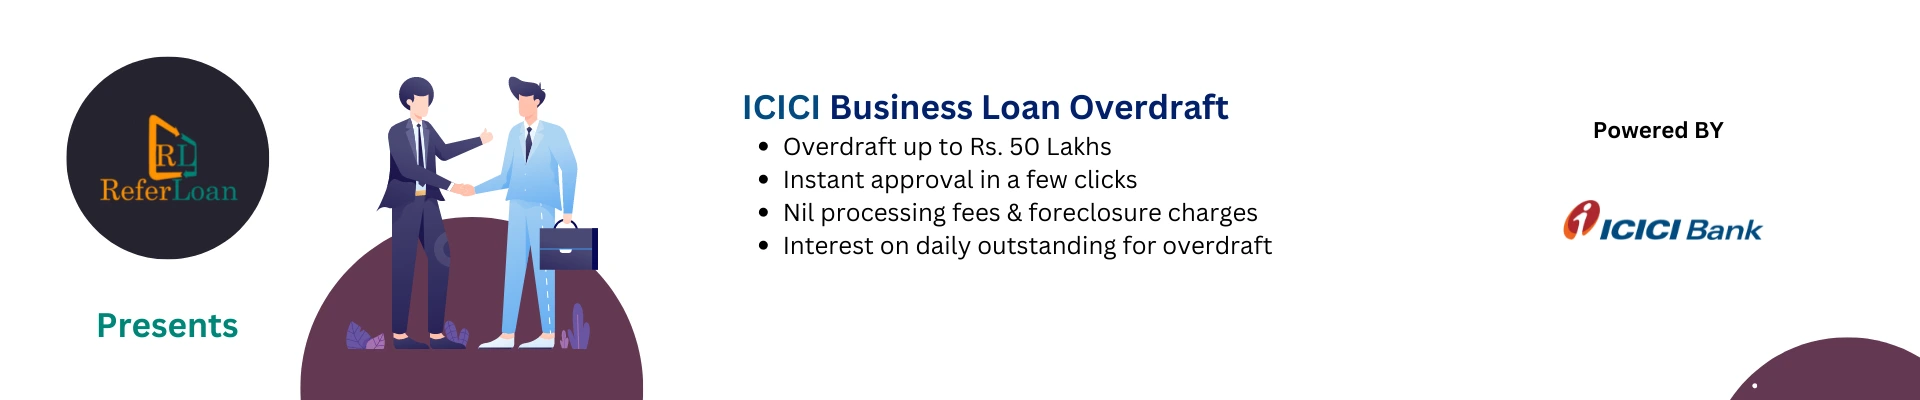 RL
ReferLoan
Presents
ICICI Business Loan Overdraft
• Overdraft up to Rs. 50 Lakhs
• Instant approval in a few clicks
• Nil processing fees & foreclosure charges
• Interest on daily outstanding for overdraft
Powered BY
ICICI Bank